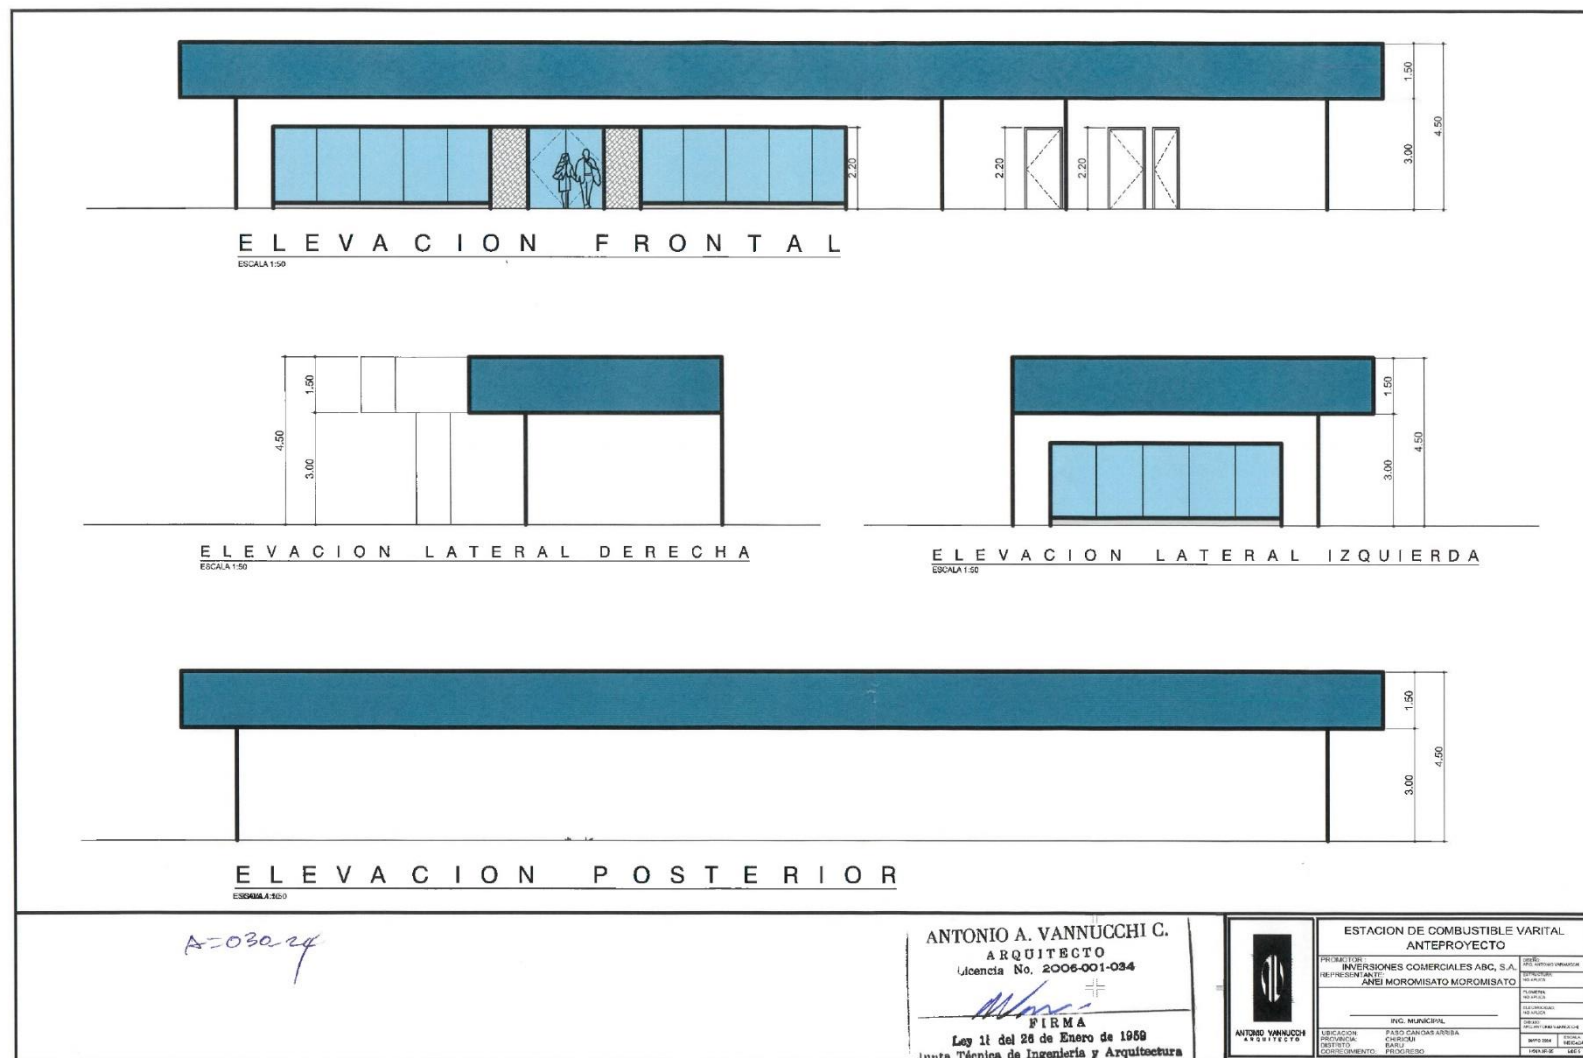 1.50
4.50
3.00
2.20
2.20
2.20
ELEVACION FRONTAL
ESCALA 1:50
1.50
4.50
3.00
ELEVACION LATERAL DERECHA
ESCALA 1:50
1.50
4.50
3.00
ELEVACION LATERAL IZQUIERDA
ESCALA 1:50
1.50
4.50
3.00
ELEVACION POSTERIOR
A-030-24
ANTONIO A. VANNUCCHI C.
ARQUITECTO
Licencia No. 2006-001-034
FIRMA
Ley 15 del 26 de Enero de 1959
Junta Técnica de Ingeniería y Arquitectura
ANTONIO VANNUCCHI
ARQUITECTO
ESTACION DE COMBUSTIBLE VARITAL
ANTEPROYECTO
PROMOTOR:
INVERSIONES COMERCIALES ABC, S.A.
REPRESENTANTE:
ANEI MOROMISATO MOROMISATO
ING. MUNICIPAL
UBICACION: PASO CANOAS ARRIBA
PROVINCIA: CHIRIQUI
DISTRITO: BARU
CORREGIMIENTO: PROGRESO